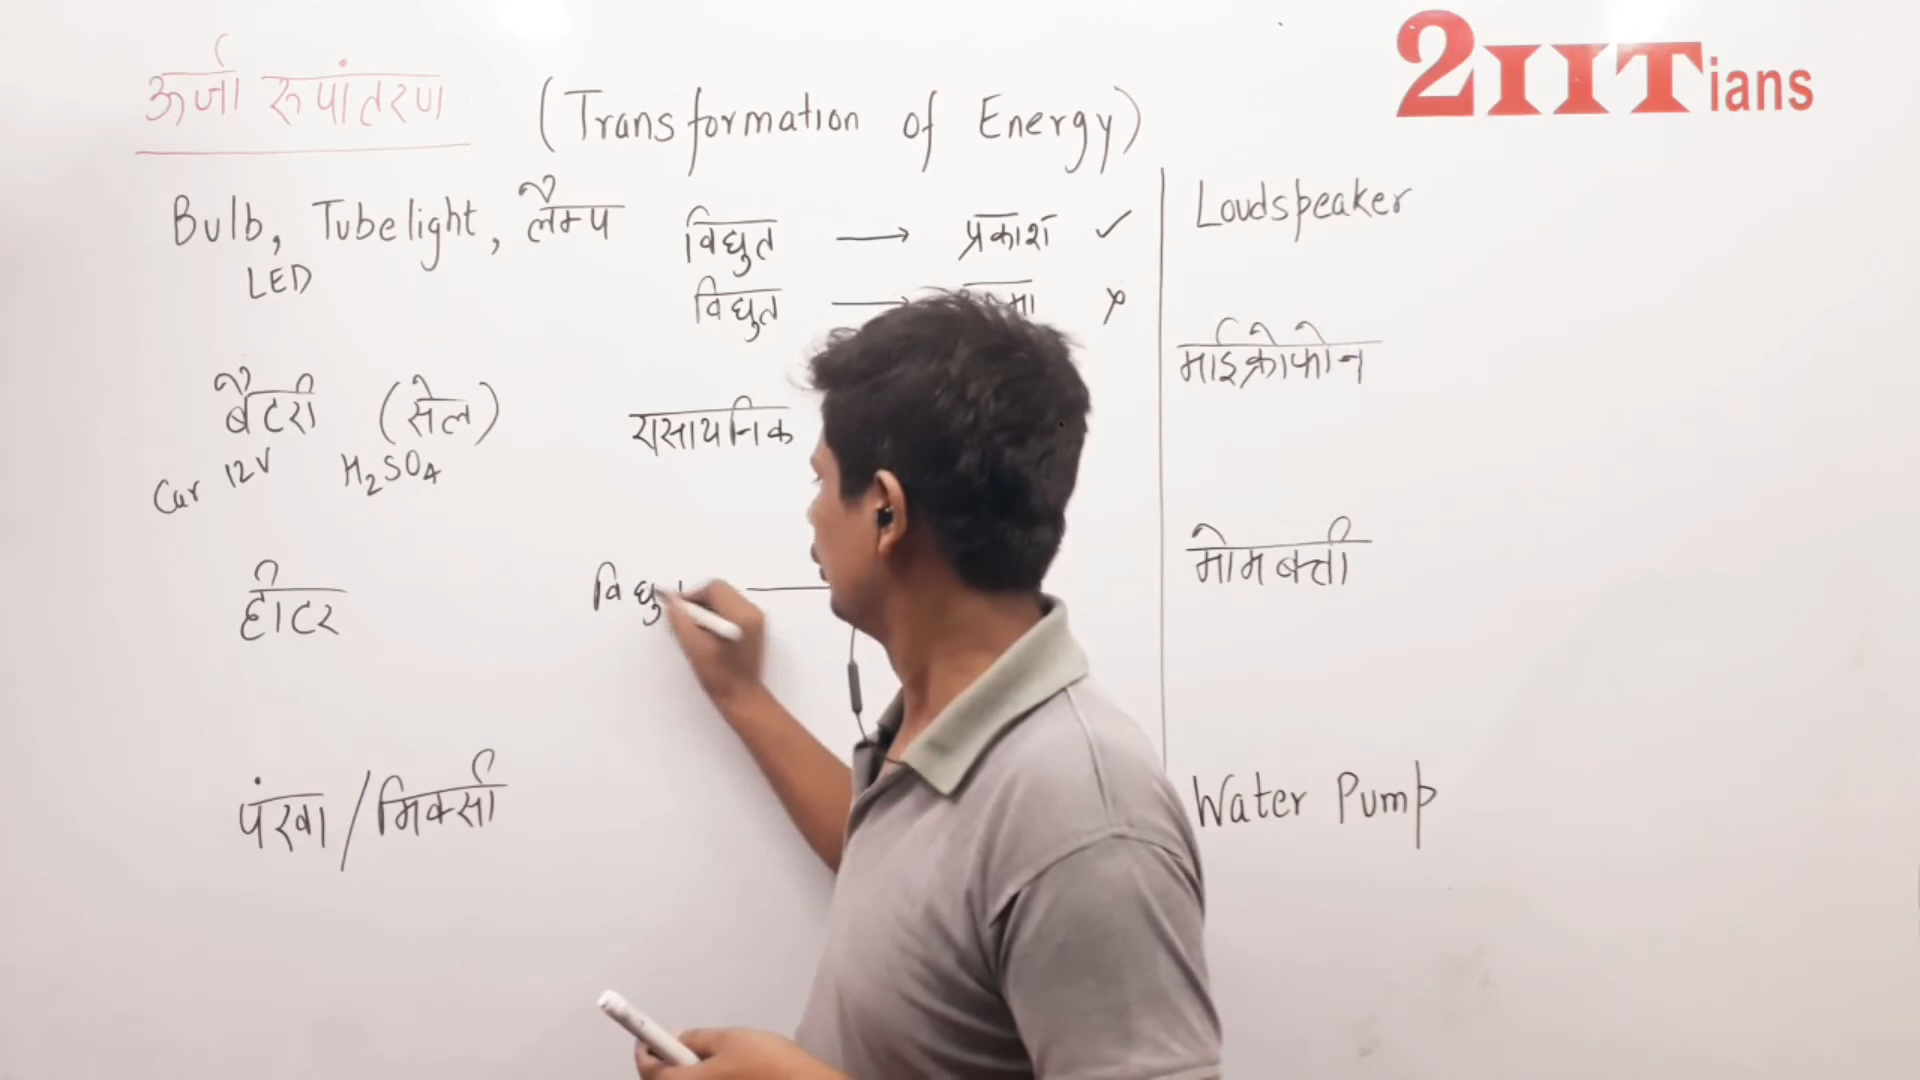 ऊर्जा रूपांतरण (Transformation of Energy)
2IITians
Bulb, Tubelight, लैम्प विद्युत → प्रकाश ✓
LED विद्युत →
बैटरी (सेल) रासायनिक
Car 12V H₂SO₄
हीटर
पंखा/मिक्सी
Loudspeaker
माईक्रोफोन
मोमबत्ती
Water Pump